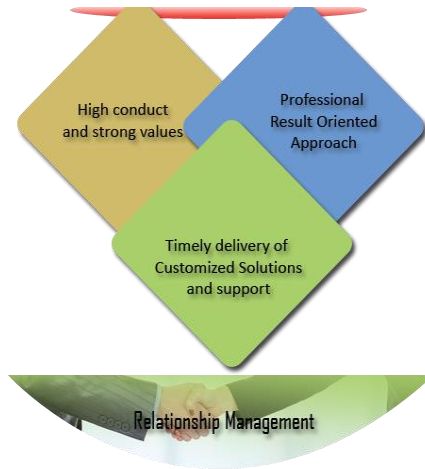 High conduct
and strong values
Professional
Result Oriented
Approach
Timely delivery of
Customized Solutions
and support
Relationship Management